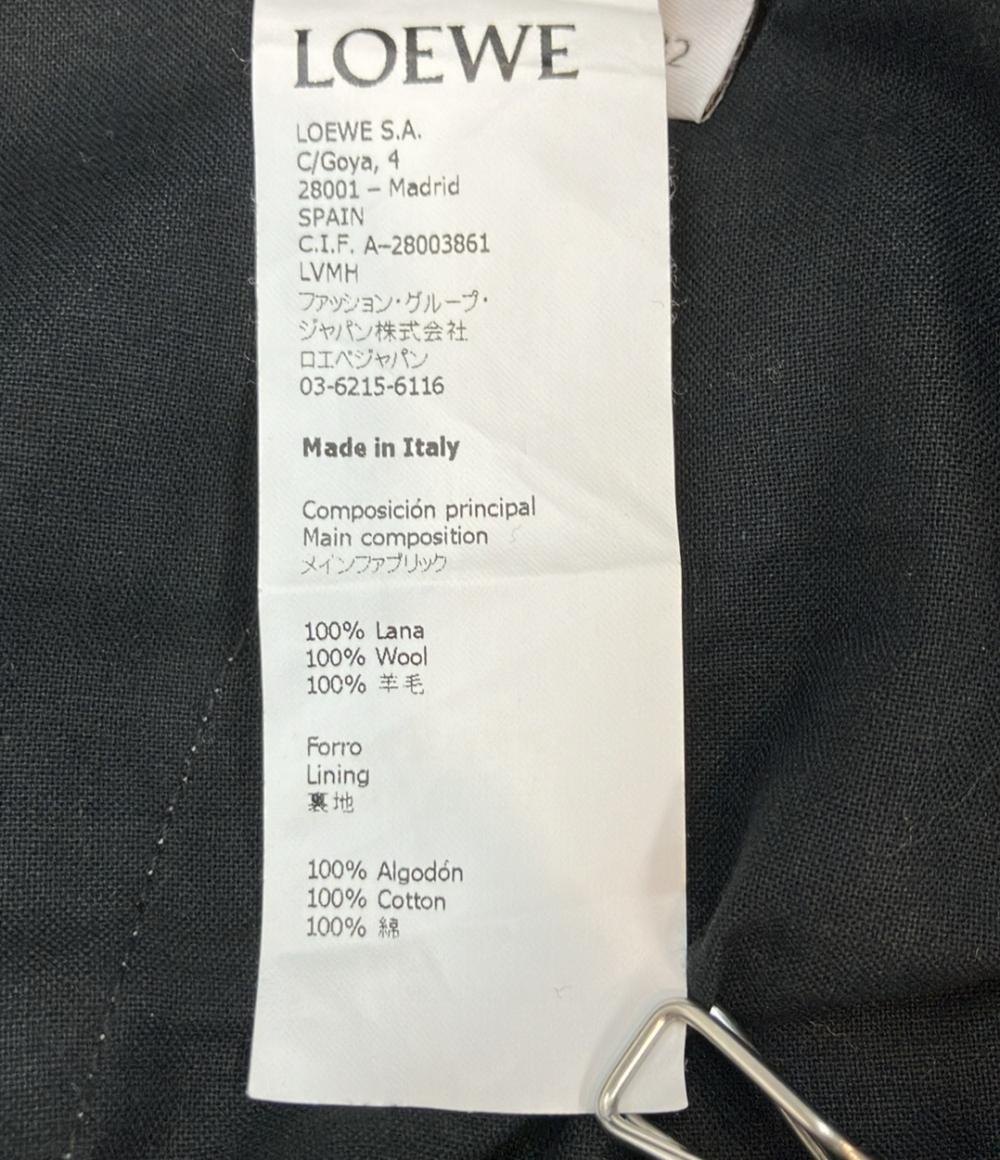 LOEWE
LOEWE S.A.
C/Goya, 4
28001 – Madrid
SPAIN
C.I.F. A–28003861
LVMH
ファッション・グループ・
ジャパン株式会社
ロエベジャパン
03-6215-6116
Made in Italy
Composición principal
Main composition
メインファブリック
100% Lana
100% Wool
100% 羊毛
Forro
Lining
裏地
100% Algodón
100% Cotton
100% 綿